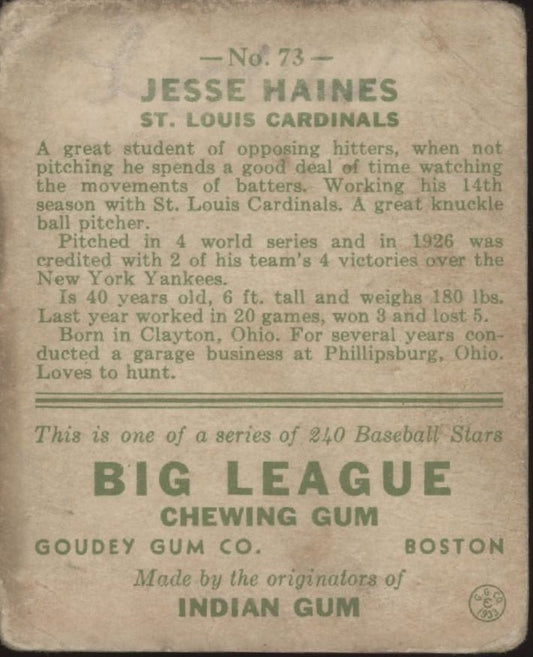 — No. 73 —
JESSE HAINES
ST. LOUIS CARDINALS
A great student of opposing hitters, when not
pitching he spends a good deal of time watching
the movements of batters. Working his 14th
season with St. Louis Cardinals. A great knuckle
ball pitcher.
Pitched in 4 world series and in 1926 was
credited with 2 of his team's 4 victories over the
New York Yankees.
Is 40 years old, 6 ft. tall and weighs 180 lbs.
Last year worked in 20 games, won 3 and lost 5.
Born in Clayton, Ohio. For several years con-
ducted a garage business at Phillipsburg, Ohio.
Loves to hunt.
This is one of a series of 240 Baseball Stars
BIG LEAGUE
CHEWING GUM
GOUDEY GUM CO. BOSTON
Made by the originators of
INDIAN GUM
G. G. CO.
C
1933